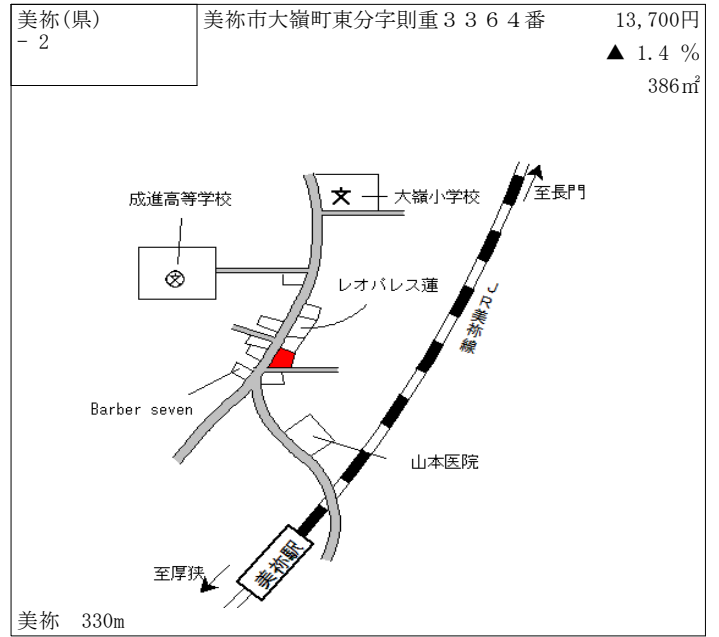 美祢(県)
- 2
美祢市大嶺町東分字則重３３６４番
13,700円
▲ 1.4 %
386㎡
成進高等学校
文
大嶺小学校
至長門
文
レオパレス蓮
ＪＲ美祢線
Barber seven
山本医院
美祢駅
至厚狭
美祢 330m